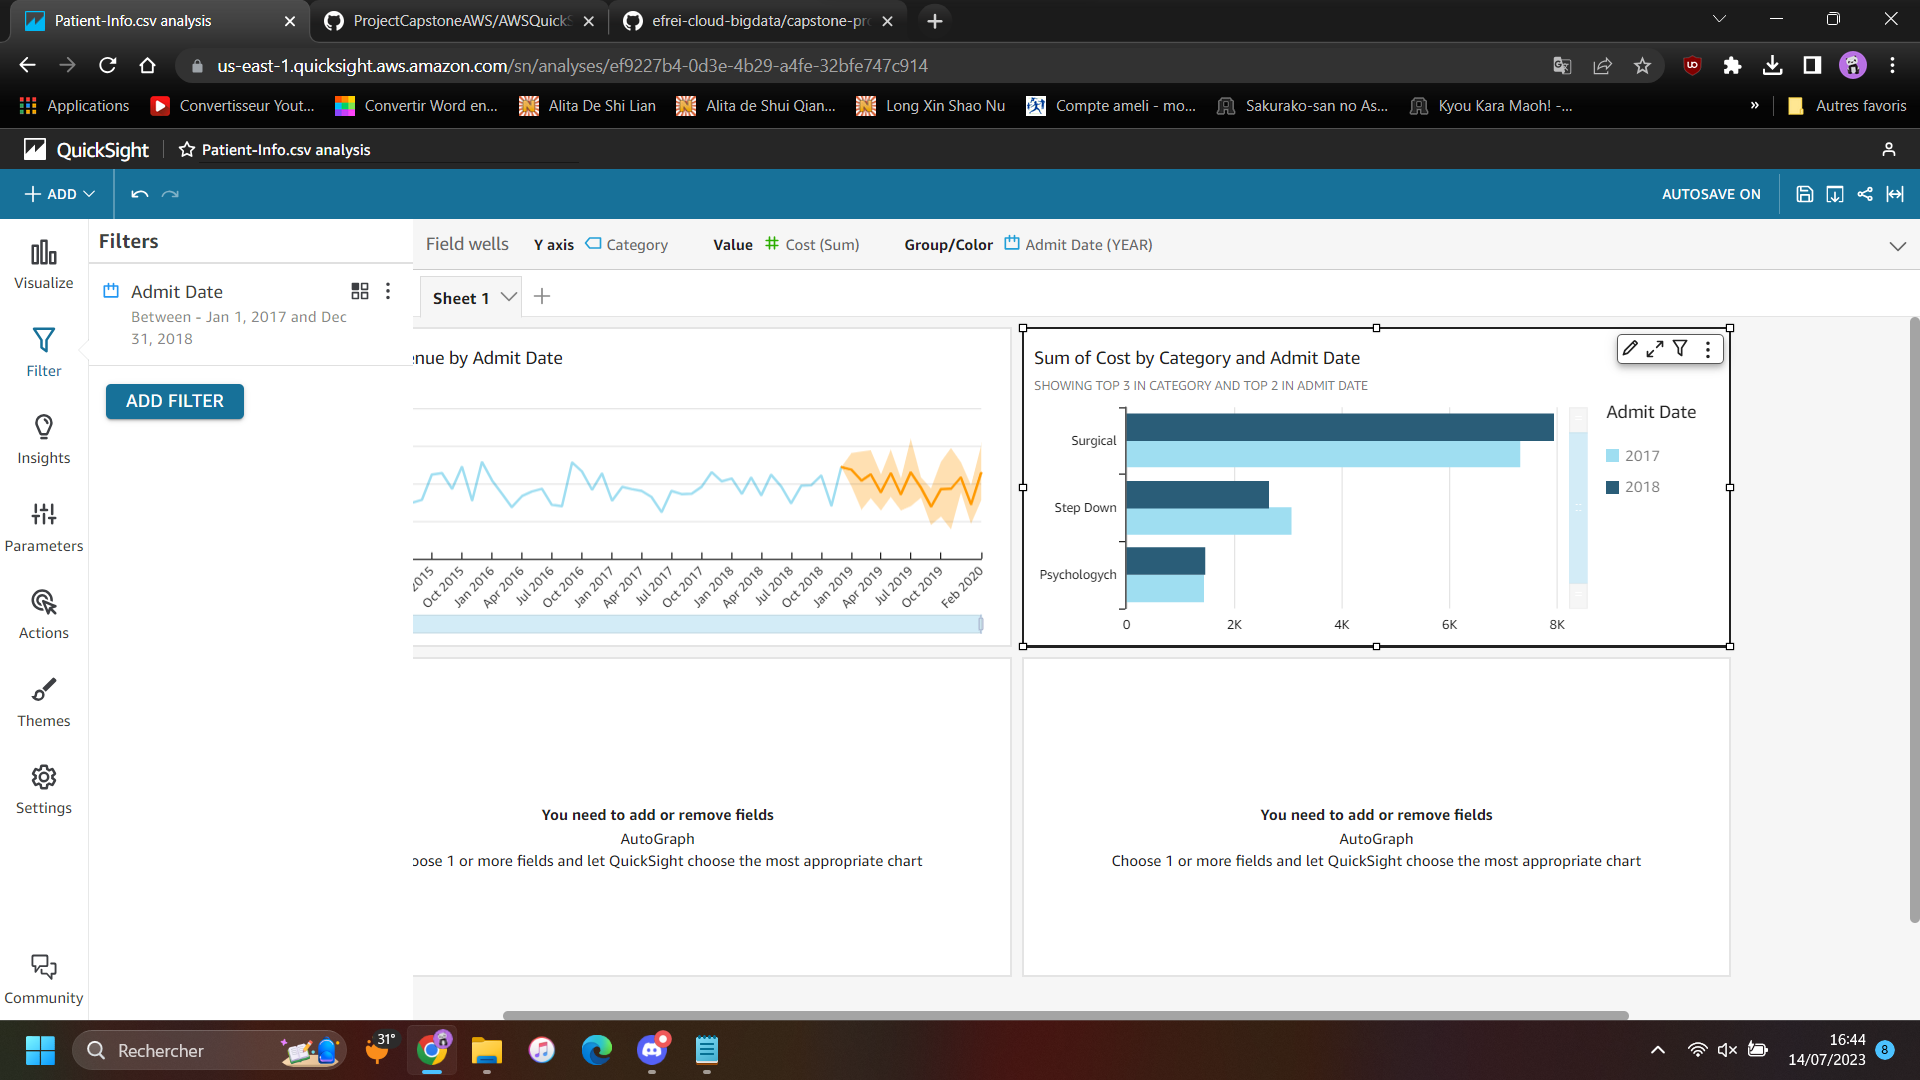 Patient-Info.csv analysis
ProjectCapstoneAWS/AWSQuickS
efrei-cloud-bigdata/capstone-pro
us-east-1.quicksight.aws.amazon.com/sn/analyses/ef9227b4-0d3e-4b29-a4fe-32bfe747c914
Applications
Convertisseur Yout...
Convertir Word en...
Alita De Shi Lian
Alita de Shui Qian...
Long Xin Shao Nu
Compte ameli - mo...
Sakurako-san no As...
Kyou Kara Maoh! -...
»
Autres favoris
QuickSight
Patient-Info.csv analysis
ADD
AUTOSAVE ON
Visualize
Filter
Insights
Parameters
Actions
Themes
Settings
Community
Filters
Admit Date
Between - Jan 1, 2017 and Dec
31, 2018
ADD FILTER
Field wells
Y axis Category
Value Cost (Sum)
Group/Color Admit Date (YEAR)
Sheet 1
nue by Admit Date
2015
Oct 2015
Jan 2016
Apr 2016
Jul 2016
Oct 2016
Jan 2017
Apr 2017
Jul 2017
Oct 2017
Jan 2018
Apr 2018
Jul 2018
Oct 2018
Jan 2019
Apr 2019
Jul 2019
Oct 2019
Feb 2020
Sum of Cost by Category and Admit Date
SHOWING TOP 3 IN CATEGORY AND TOP 2 IN ADMIT DATE
Surgical
Step Down
Psychologych
0
2K
4K
6K
8K
Admit Date
2017
2018
You need to add or remove fields
AutoGraph
oose 1 or more fields and let QuickSight choose the most appropriate chart
You need to add or remove fields
AutoGraph
Choose 1 or more fields and let QuickSight choose the most appropriate chart
Rechercher
31°
16:44
14/07/2023
8